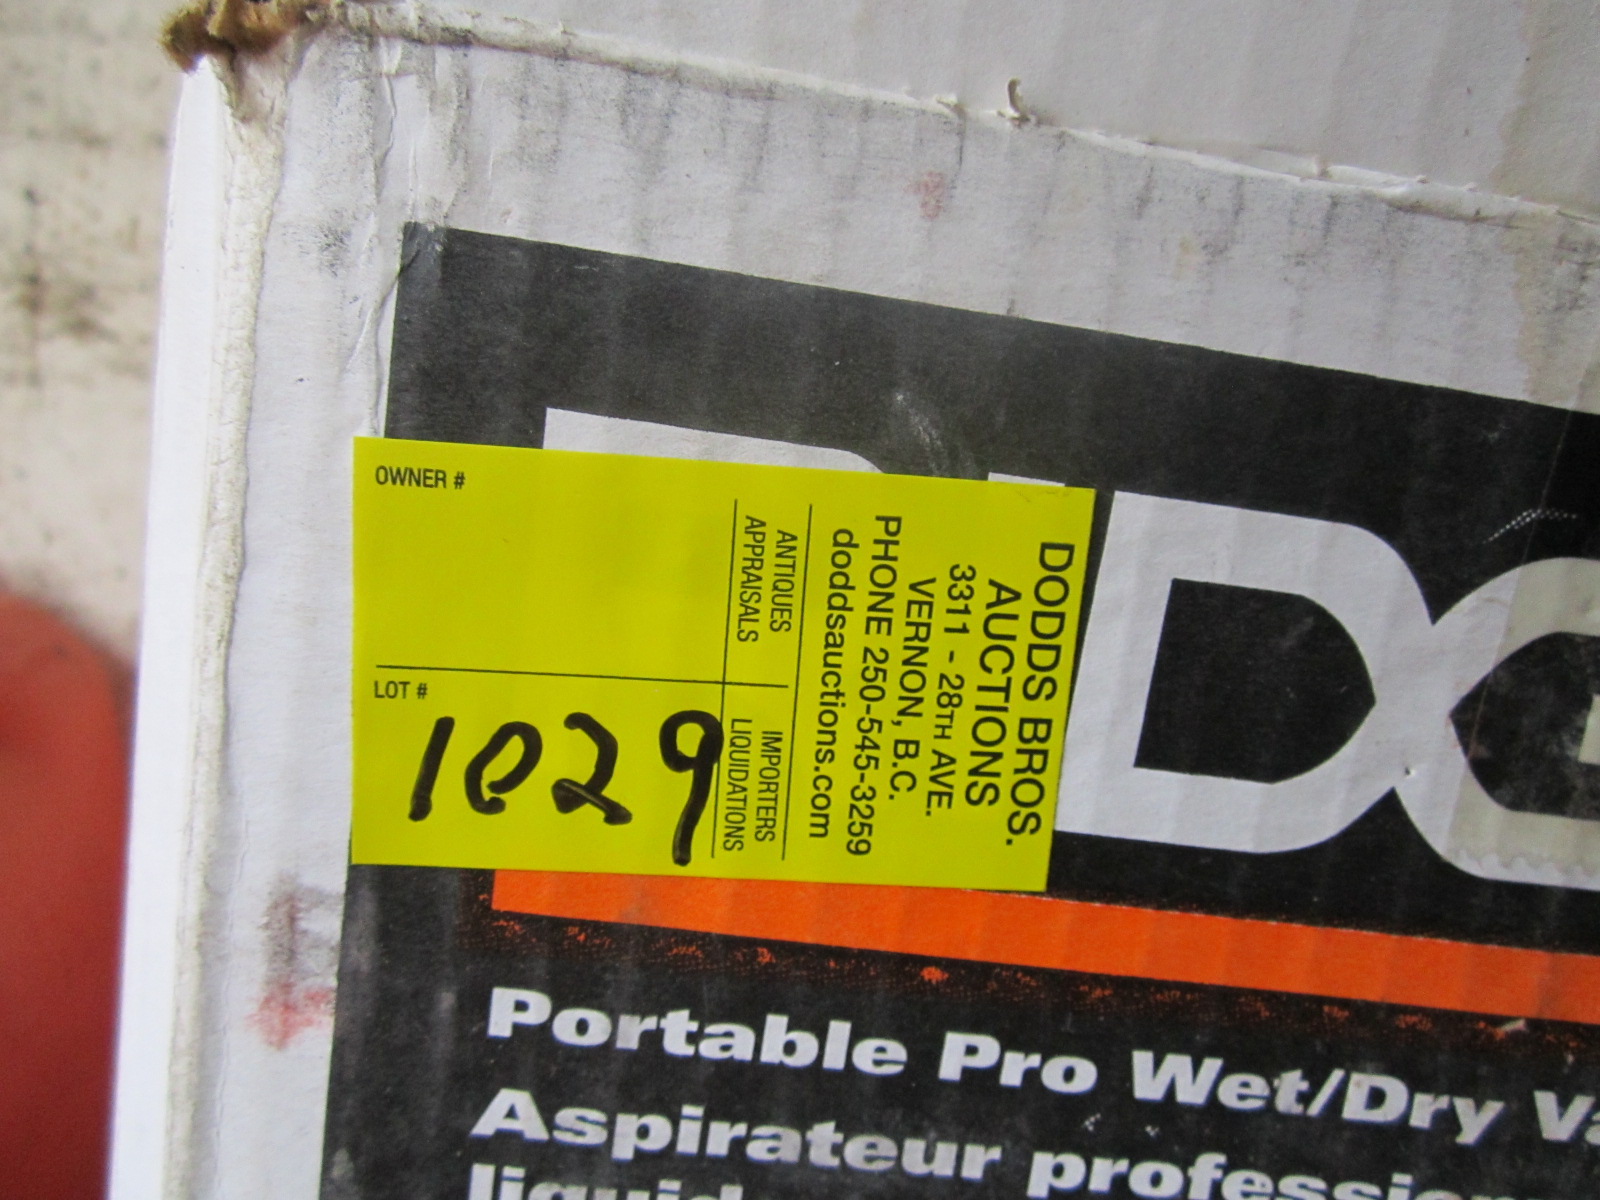 OWNER #
LOT #
1029
ANTIQUES
APPRAISALS
IMPORTERS
LIQUIDATIONS
DODDS BROS.
AUCTIONS
3311 - 28TH AVE.
VERNON, B.C.
PHONE 250-545-3259
doddsauctions.com
Portable Pro Wet/Dry
Aspirateur